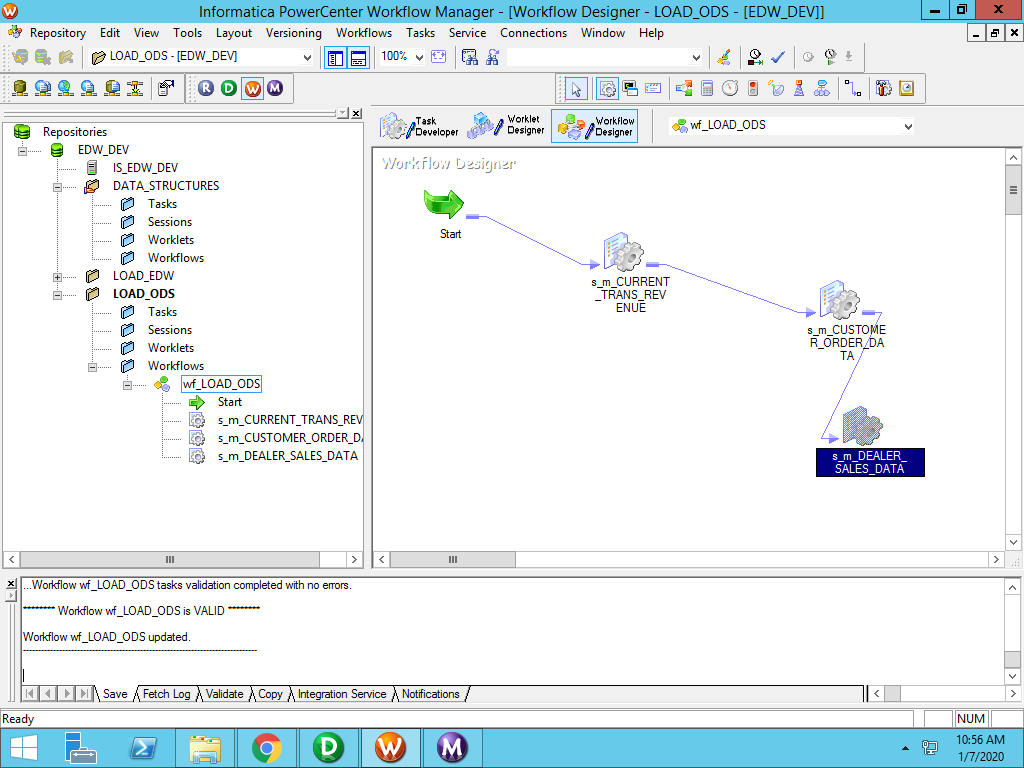 Informatica PowerCenter Workflow Manager - [Workflow Designer - LOAD_ODS - [EDW_DEV]]
Repository Edit View Tools Layout Versioning Workflows Tasks Service Connections Window Help
LOAD_ODS - [EDW_DEV]
100%
R D W M
Task Developer
Worklet Designer
Workflow Designer
wf_LOAD_ODS
Repositories
EDW_DEV
IS_EDW_DEV
DATA_STRUCTURES
Tasks
Sessions
Worklets
Workflows
LOAD_EDW
LOAD_ODS
Tasks
Sessions
Worklets
Workflows
wf_LOAD_ODS
Start
s_m_CURRENT_TRANS_REV
s_m_CUSTOMER_ORDER_DA
s_m_DEALER_SALES_DATA
Workflow Designer
Start
s_m_CURRENT
_TRANS_REV
ENUE
s_m_CUSTOME
R_ORDER_DA
TA
s_m_DEALER_
SALES_DATA
...Workflow wf_LOAD_ODS tasks validation completed with no errors.
******** Workflow wf_LOAD_ODS is VALID ********
Workflow wf_LOAD_ODS updated.
Save Fetch Log Validate Copy Integration Service Notifications
Ready
NUM
D W M
10:56 AM
1/7/2020